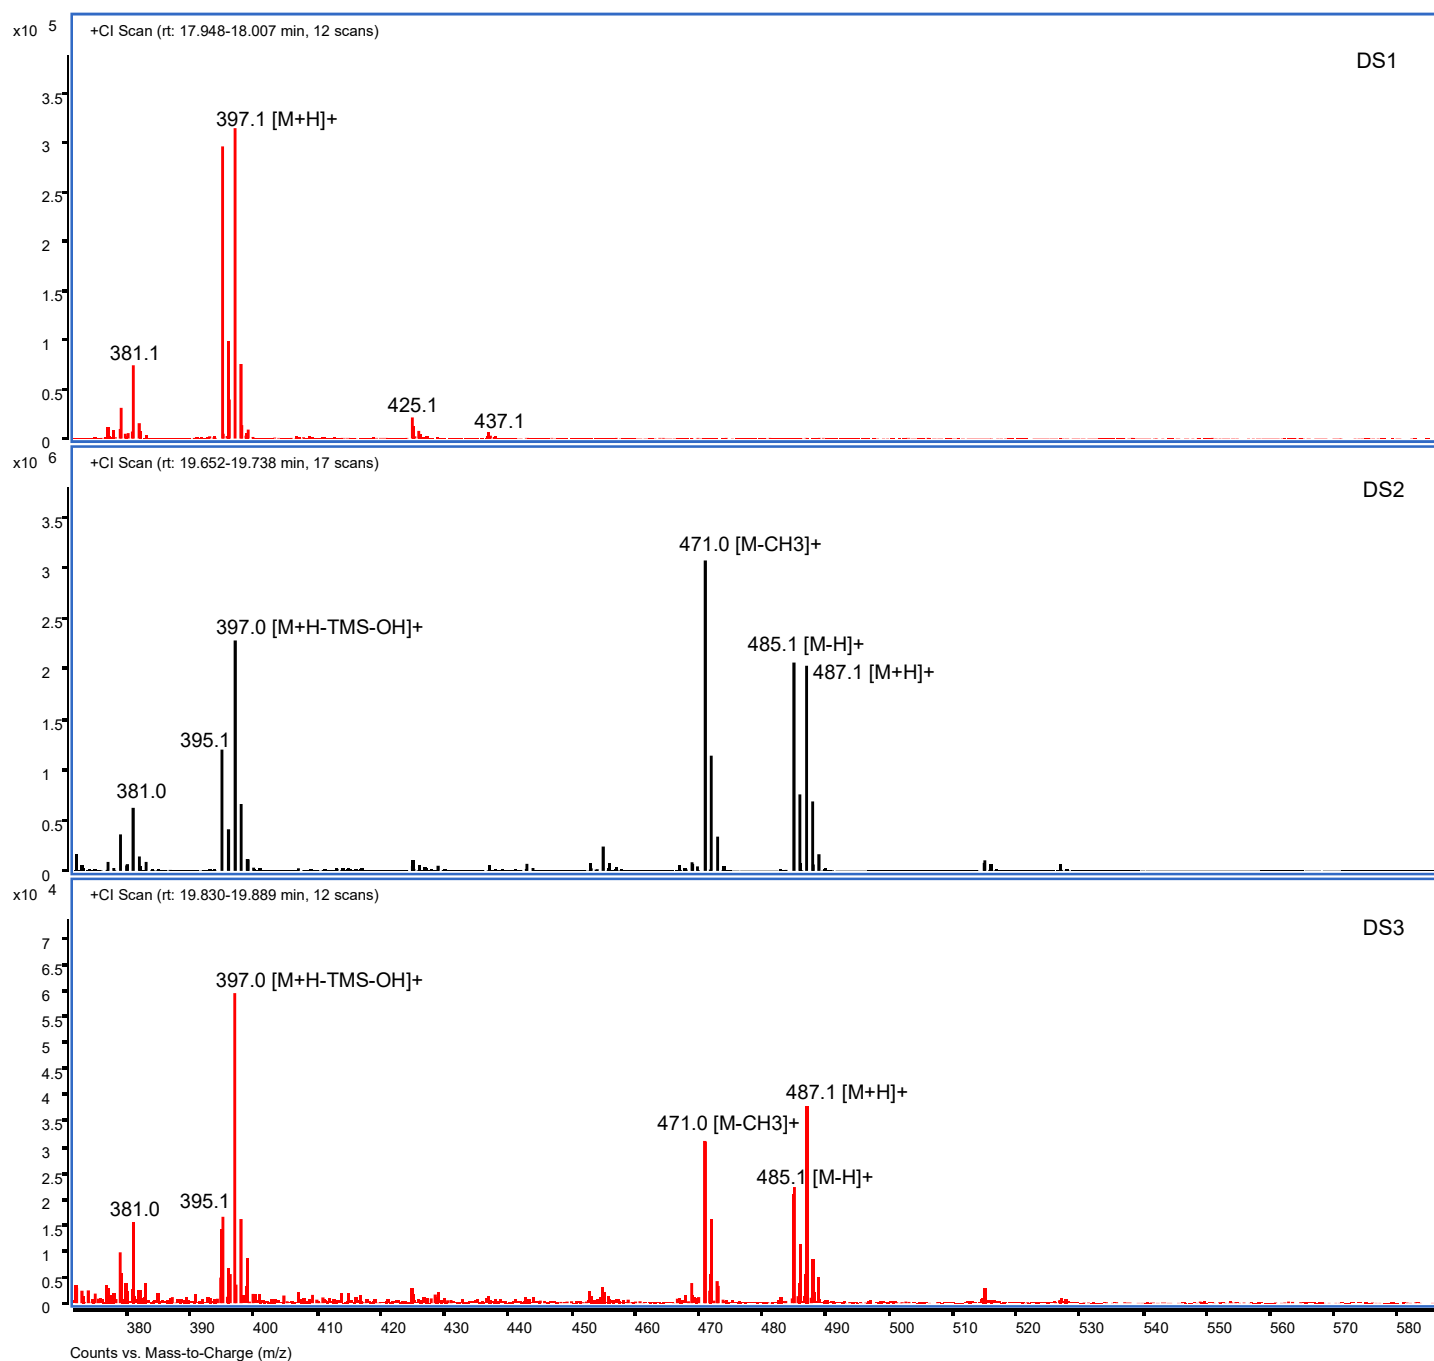 x10 5
+CI Scan (rt: 17.948-18.007 min, 12 scans)
DS1
3.5
397.1 [M+H]+
3
2.5
2
1.5
1
381.1
0.5
425.1
437.1
0
x10 6
+CI Scan (rt: 19.652-19.738 min, 17 scans)
DS2
3.5
471.0 [M-CH3]+
3
397.0 [M+H-TMS-OH]+
2.5
485.1 [M-H]+
2
487.1 [M+H]+
1.5
395.1
1
381.0
0.5
0
x10 4
+CI Scan (rt: 19.830-19.889 min, 12 scans)
DS3
7
6.5
397.0 [M+H-TMS-OH]+
6
5.5
5
4.5
487.1 [M+H]+
4
3.5
471.0 [M-CH3]+
3
2.5
485.1 [M-H]+
2
395.1
381.0
1.5
1
0.5
0
380 390 400 410 420 430 440 450 460 470 480 490 500 510 520 530 540 550 560 570 580
Counts vs. Mass-to-Charge (m/z)